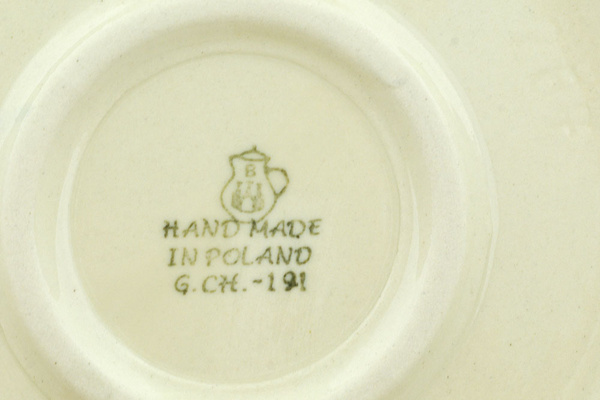 B
HAND MADE
IN POLAND
G.CH.-191